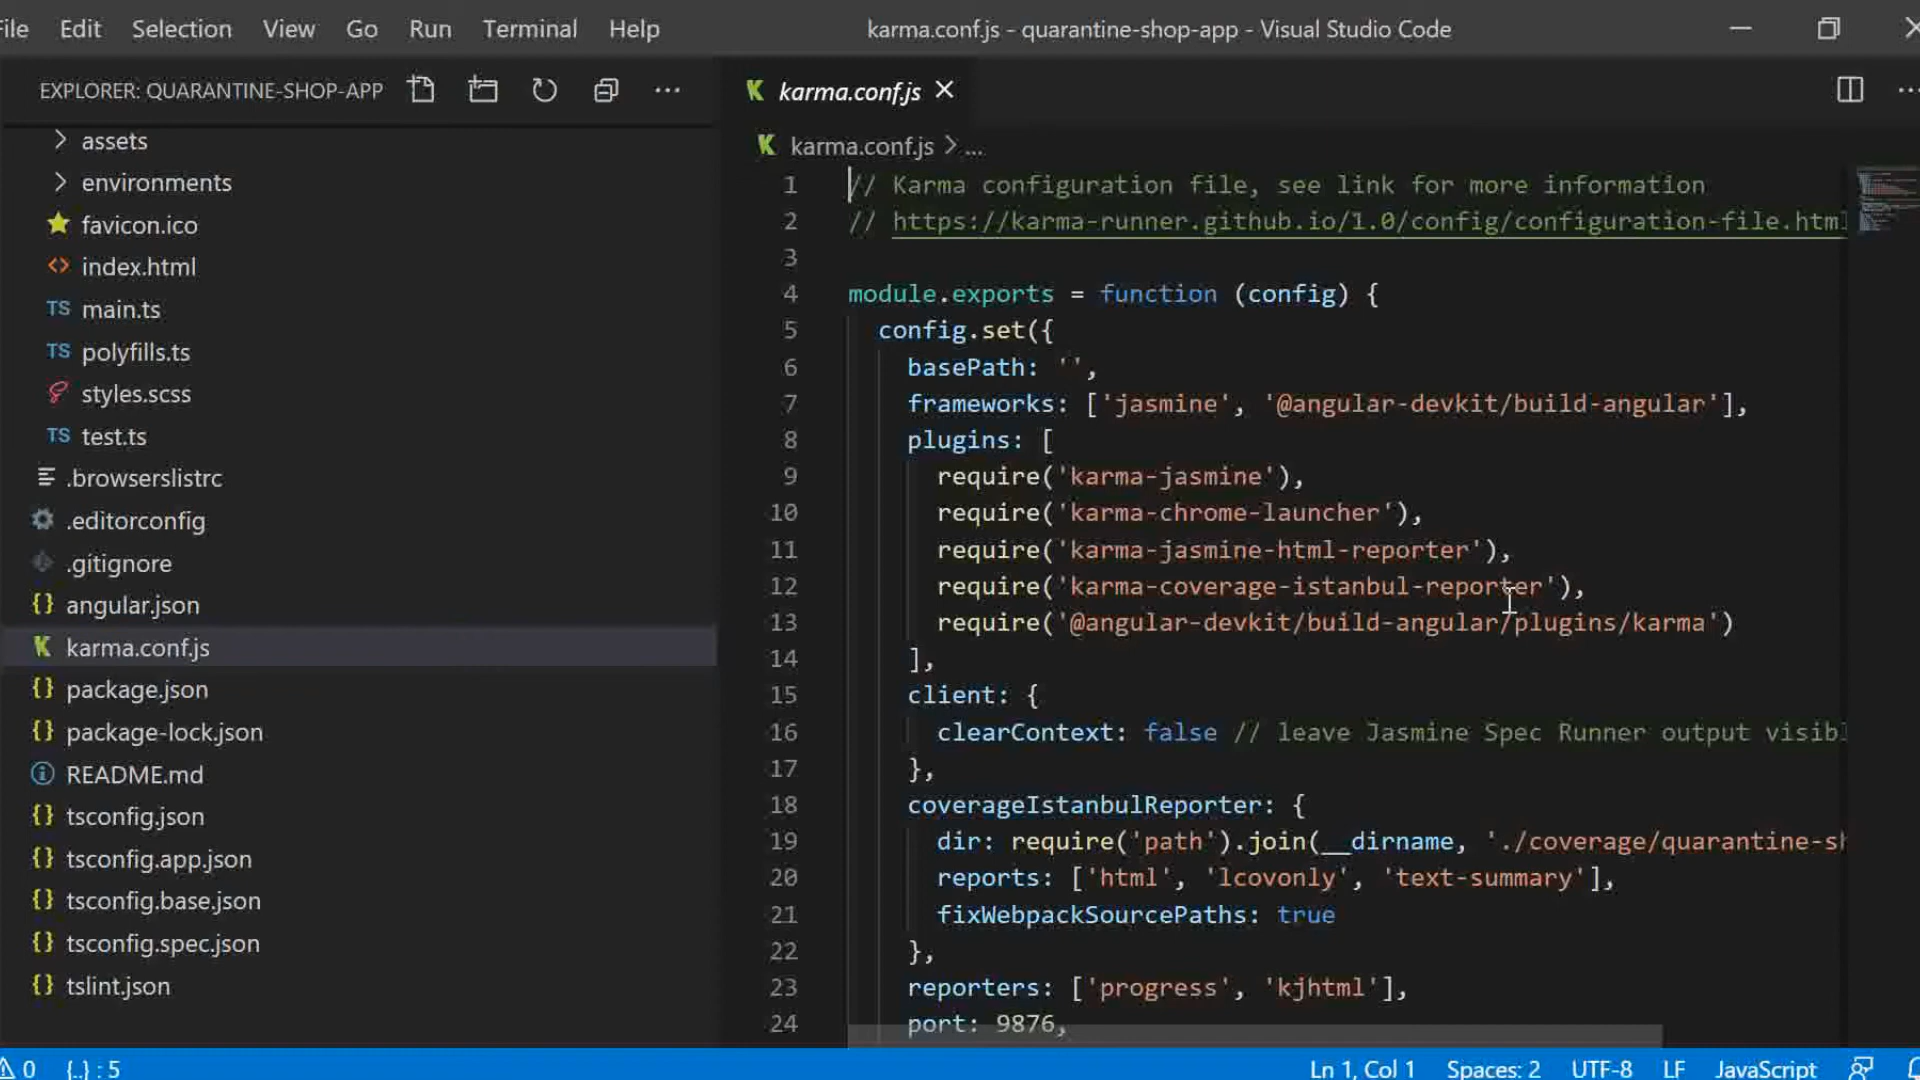 File Edit Selection View Go Run Terminal Help
karma.conf.js - quarantine-shop-app - Visual Studio Code
EXPLORER: QUARANTINE-SHOP-APP
assets
environments
favicon.ico
<> index.html
TS main.ts
TS polyfills.ts
styles.scss
TS test.ts
.browserslistrc
.editorconfig
.gitignore
{} angular.json
K karma.conf.js
{} package.json
{} package-lock.json
README.md
{} tsconfig.json
{} tsconfig.app.json
{} tsconfig.base.json
{} tsconfig.spec.json
{} tslint.json
K karma.conf.js
K karma.conf.js > ...
1 // Karma configuration file, see link for more information
2 // https://karma-runner.github.io/1.0/config/configuration-file.html
3
4 module.exports = function (config) {
5 config.set({
6 basePath: '',
7 frameworks: ['jasmine', '@angular-devkit/build-angular'],
8 plugins: [
9 require('karma-jasmine'),
10 require('karma-chrome-launcher'),
11 require('karma-jasmine-html-reporter'),
12 require('karma-coverage-istanbul-reporter'),
13 require('@angular-devkit/build-angular/plugins/karma')
14 ],
15 client: {
16 clearContext: false // leave Jasmine Spec Runner output visibl
17 },
18 coverageIstanbulReporter: {
19 dir: require('path').join(__dirname, './coverage/quarantine-sh
20 reports: ['html', 'lcovonly', 'text-summary'],
21 fixWebpackSourcePaths: true
22 },
23 reporters: ['progress', 'kjhtml'],
24 port: 9876,
0 {..} : 5
Ln 1, Col 1 Spaces: 2 UTF-8 LF JavaScript